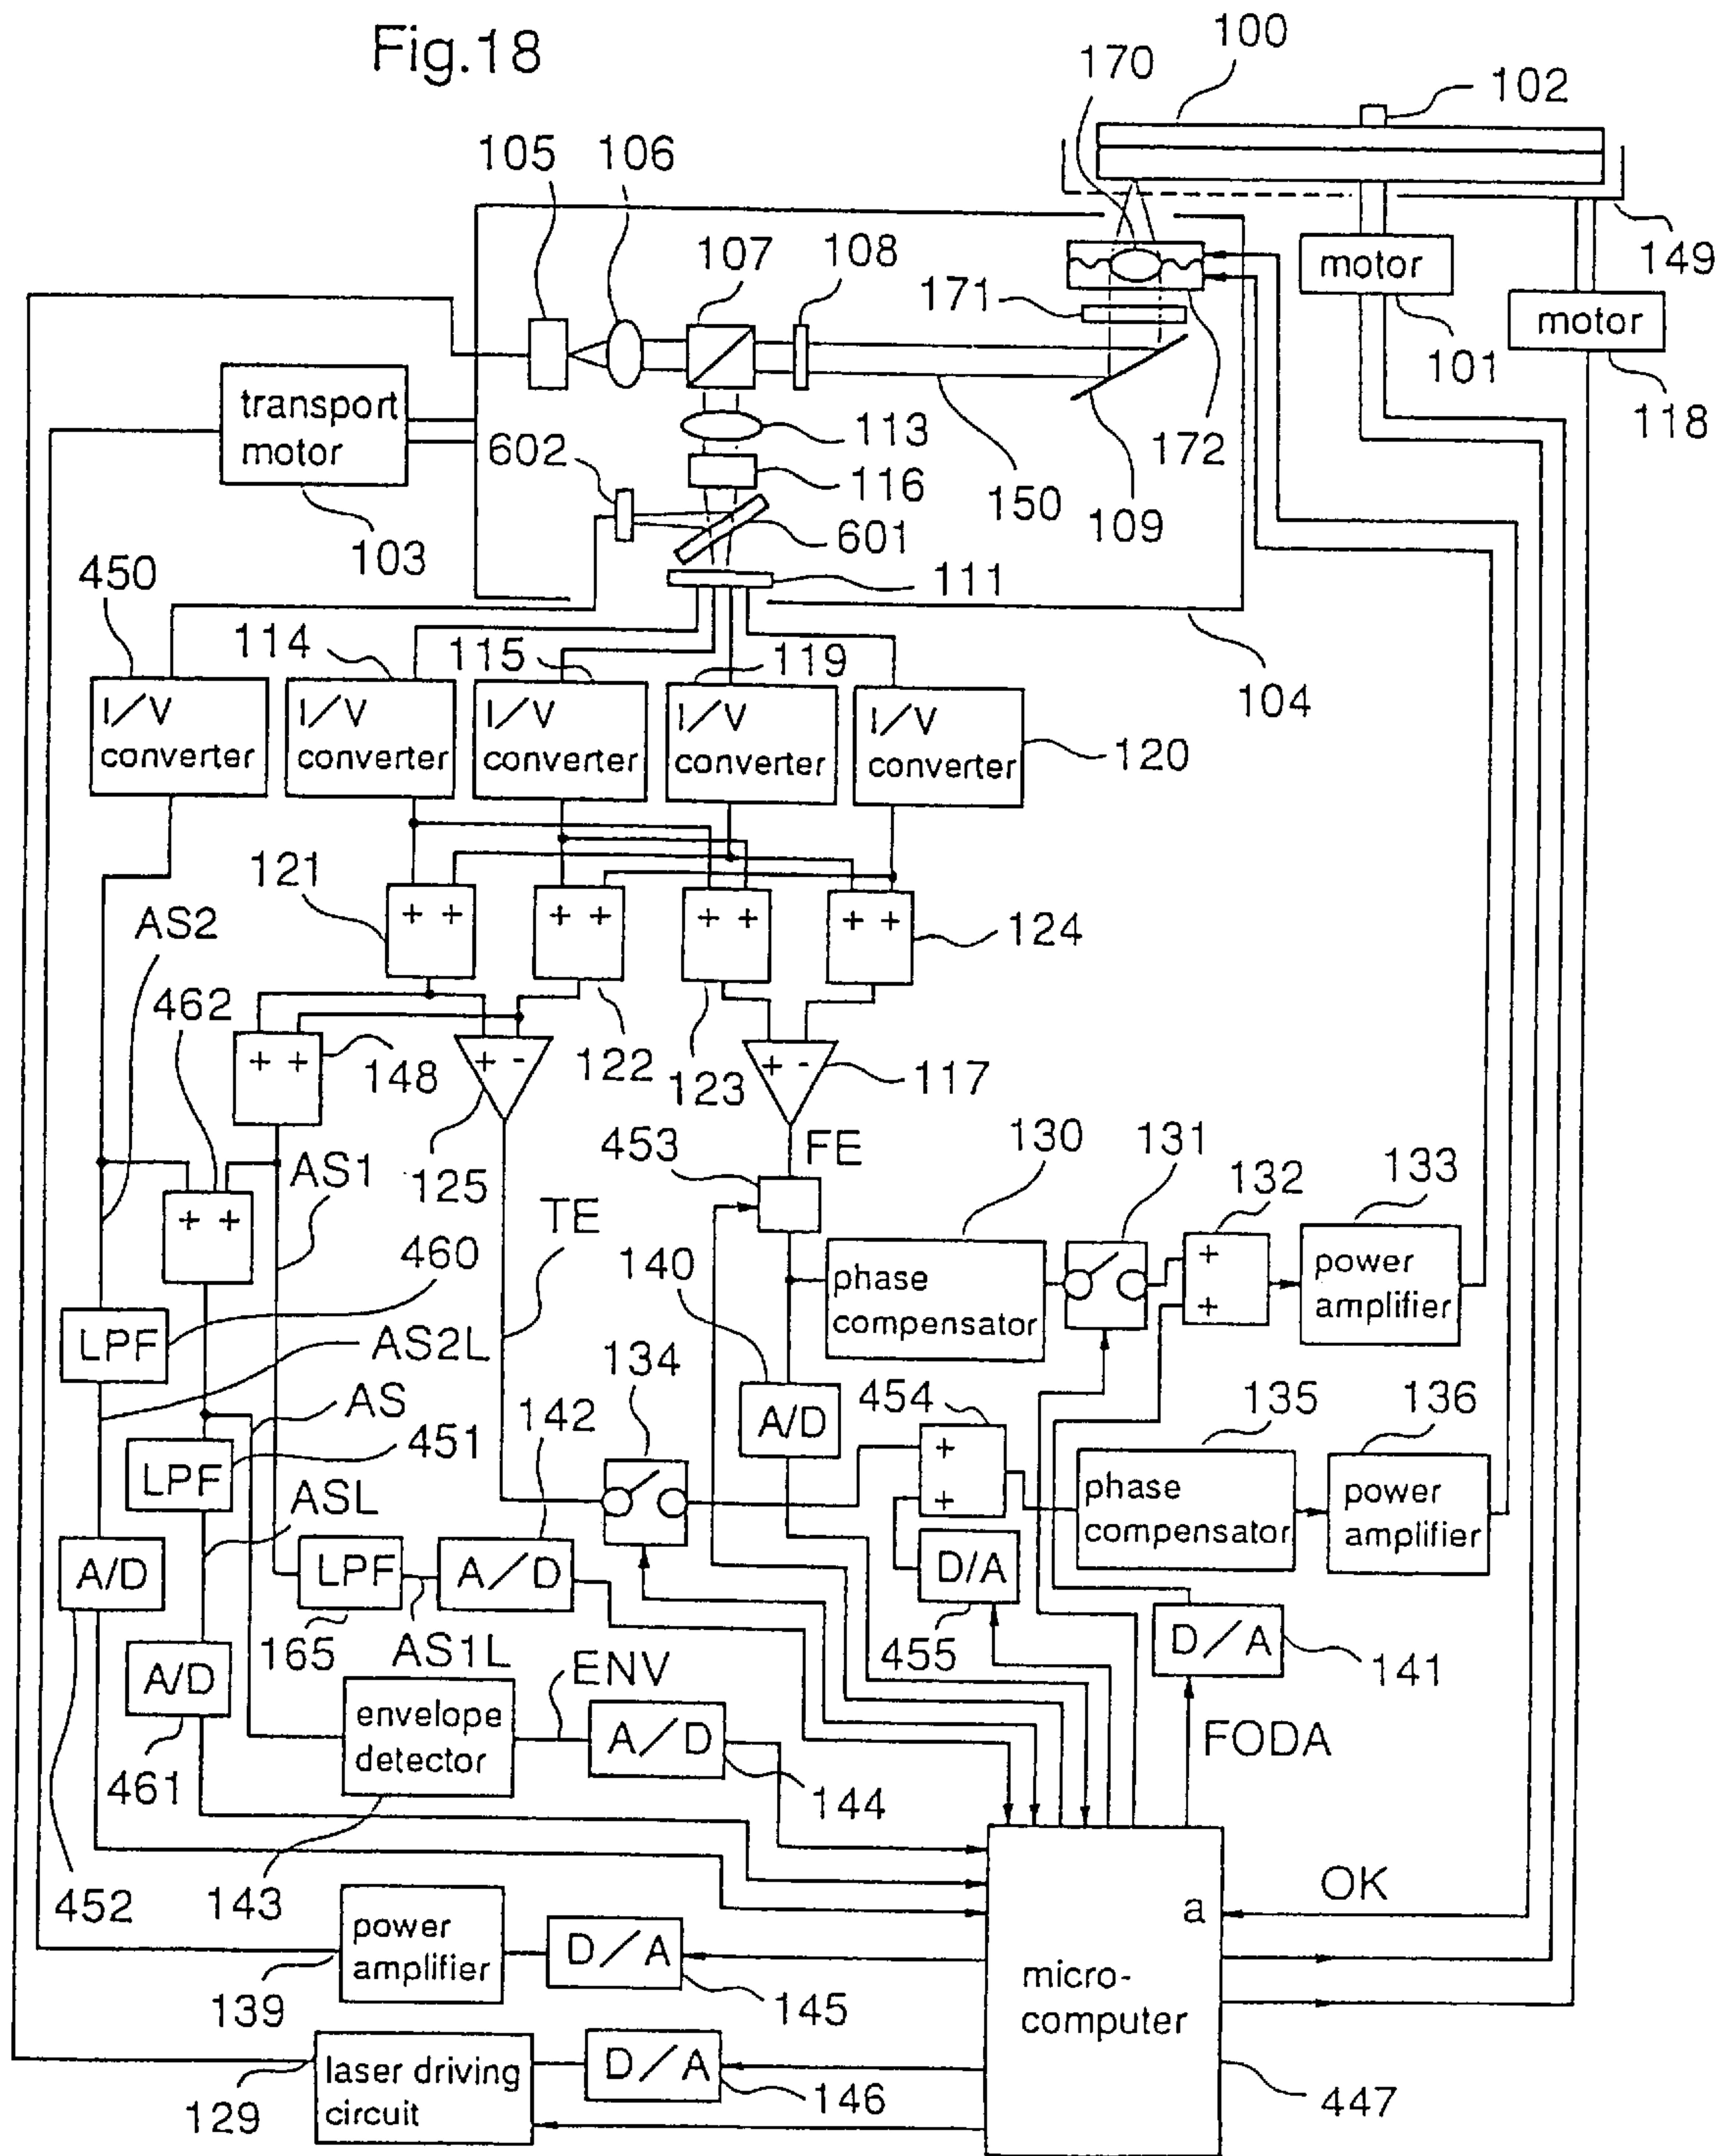 Fig.18
100
170
102
105
106
107
108
171
motor
149
motor
101
118
transport
motor
113
602
116
172
150
109
601
103
111
450
114
115
119
104
I/V
converter
I/V
converter
I/V
converter
I/V
converter
I/V
converter
120
121
+ +
+ +
+ +
+ +
124
AS2
462
+ +
148
+ -
122
123
+ -
117
125
453
FE
130
131
132
133
AS1
+ +
TE
460
140
phase
compensator
+
+
power
amplifier
LPF
AS2L
134
454
135
136
AS
142
A/D
LPF
451
ASL
+
+
phase
compensator
power
amplifier
A/D
LPF
A/D
D/A
165
AS1L
455
D/A
141
A/D
ENV
envelope
detector
A/D
FODA
461
144
452
143
OK
a
power
amplifier
D/A
139
145
micro-
computer
laser driving
circuit
D/A
129
146
447